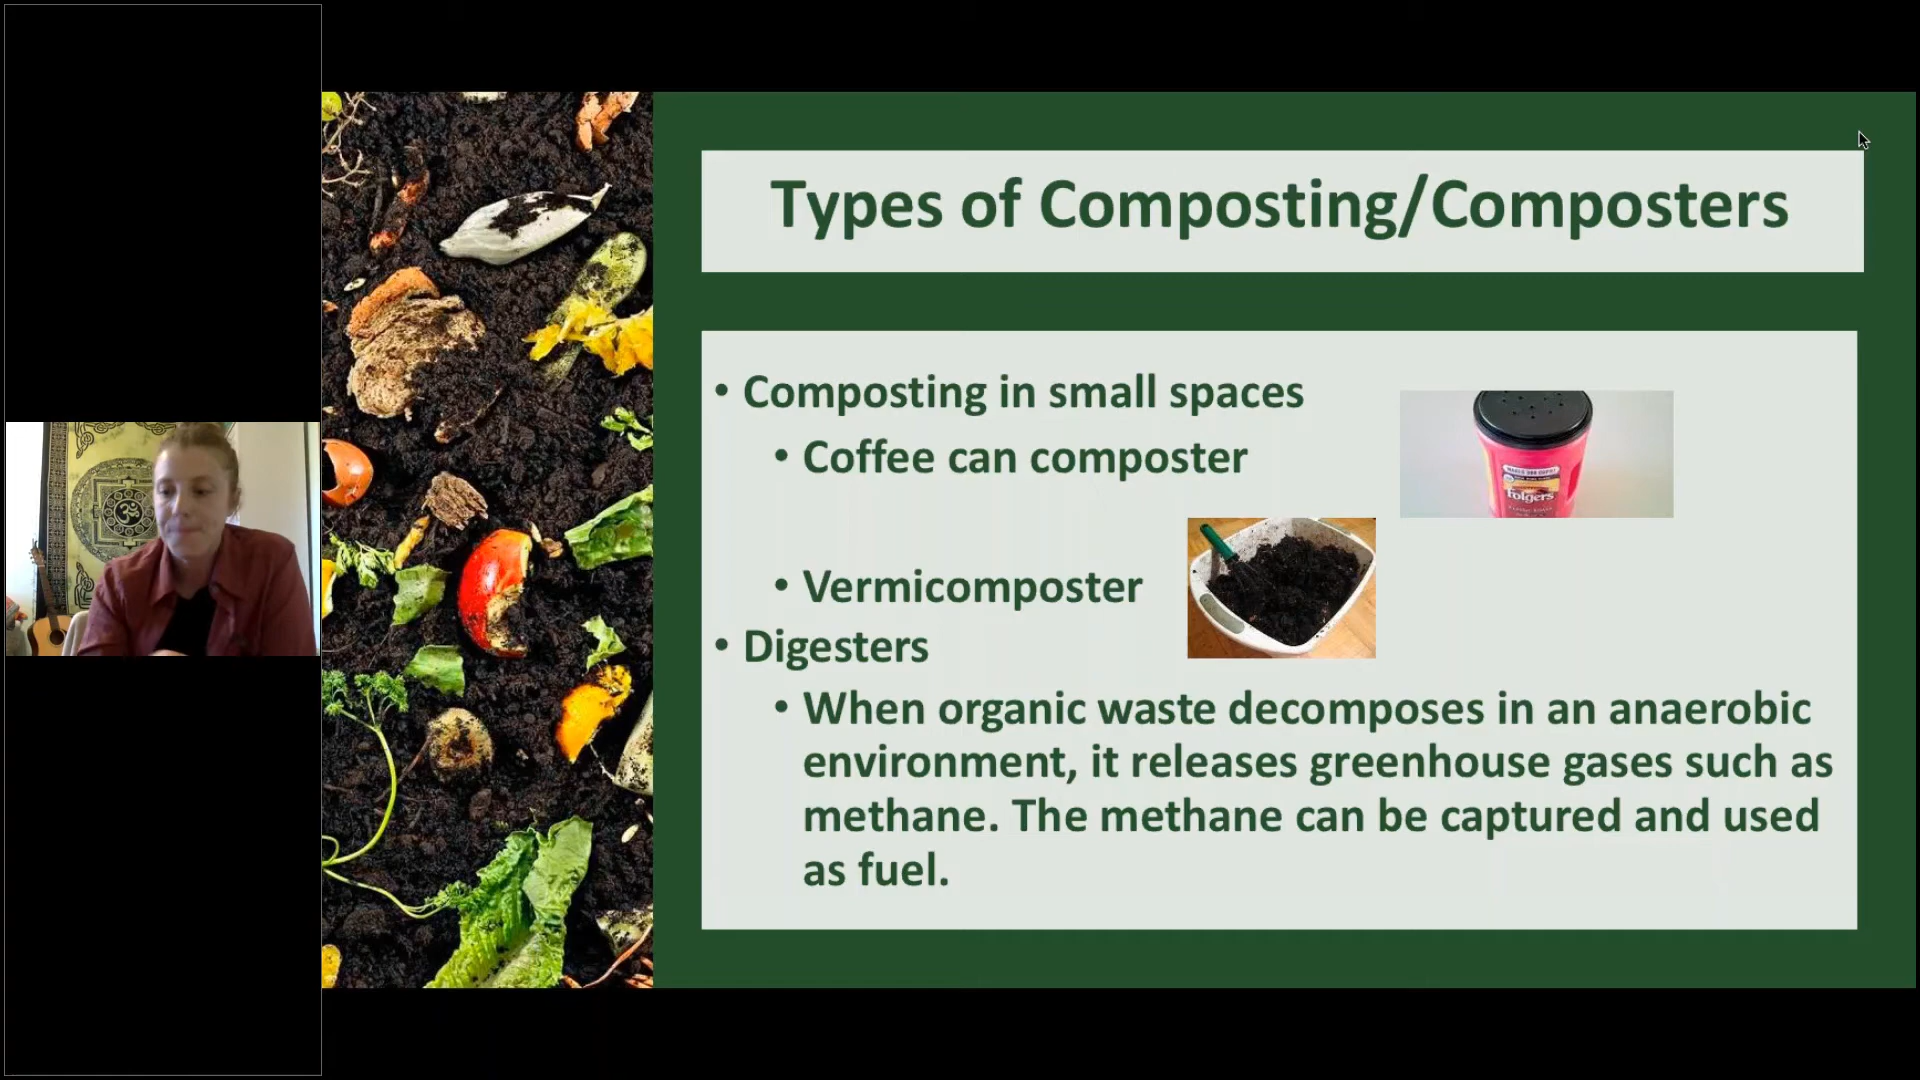 Types of Composting/Composters
• Composting in small spaces
• Coffee can composter
Folgers
• Vermicomposter
• Digesters
• When organic waste decomposes in an anaerobic
environment, it releases greenhouse gases such as
methane. The methane can be captured and used
as fuel.